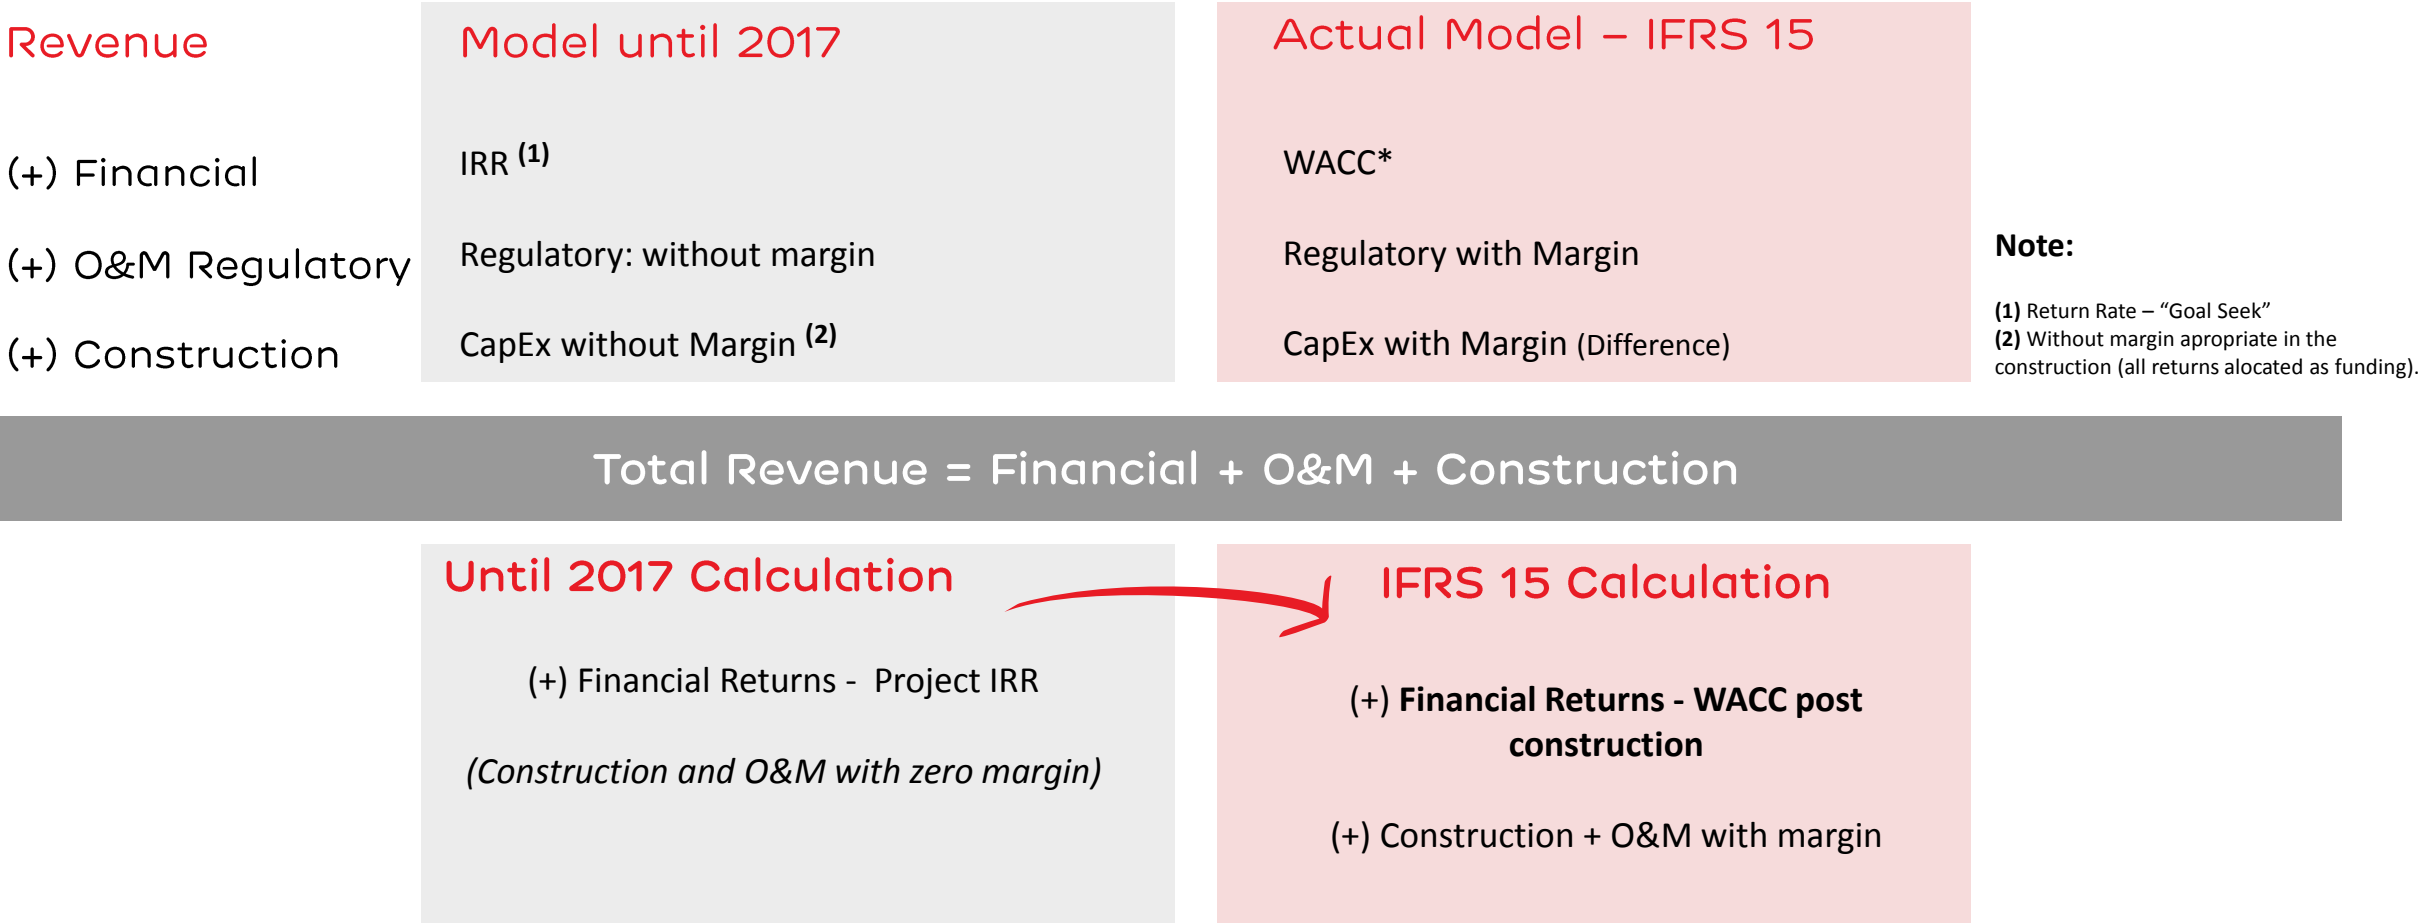 Revenue
Model until 2017
Actual Model – IFRS 15
(+) Financial
IRR (1)
WACC*
(+) O&M Regulatory
Regulatory: without margin
Regulatory with Margin
(+) Construction
CapEx without Margin (2)
CapEx with Margin (Difference)
Note:
(1) Return Rate – “Goal Seek”
(2) Without margin apropriate in the
construction (all returns alocated as funding).
Total Revenue = Financial + O&M + Construction
Until 2017 Calculation
(+) Financial Returns - Project IRR
(Construction and O&M with zero margin)
IFRS 15 Calculation
(+) Financial Returns - WACC post
construction
(+) Construction + O&M with margin